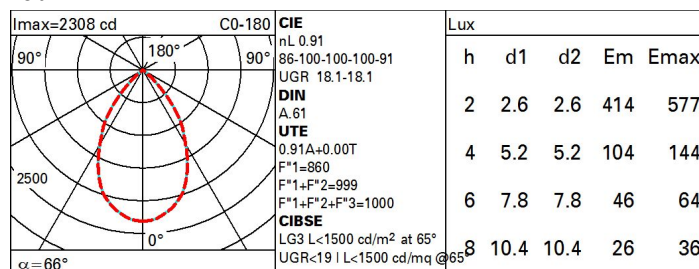 Imax=2308 cd C0-180
90° 180° 90°
2500
0°
α=66°
CIE
nL 0.91
86-100-100-100-91
UGR 18.1-18.1
DIN
A.61
UTE
0.91A+0.00T
F"1=860
F"1+F"2=999
F"1+F"2+F"3=1000
CIBSE
LG3 L<1500 cd/m² at 65°
UGR<19 | L<1500 cd/mq @65°
Lux
h d1 d2 Em Emax
2 2.6 2.6 414 577
4 5.2 5.2 104 144
6 7.8 7.8 46 64
8 10.4 10.4 26 36